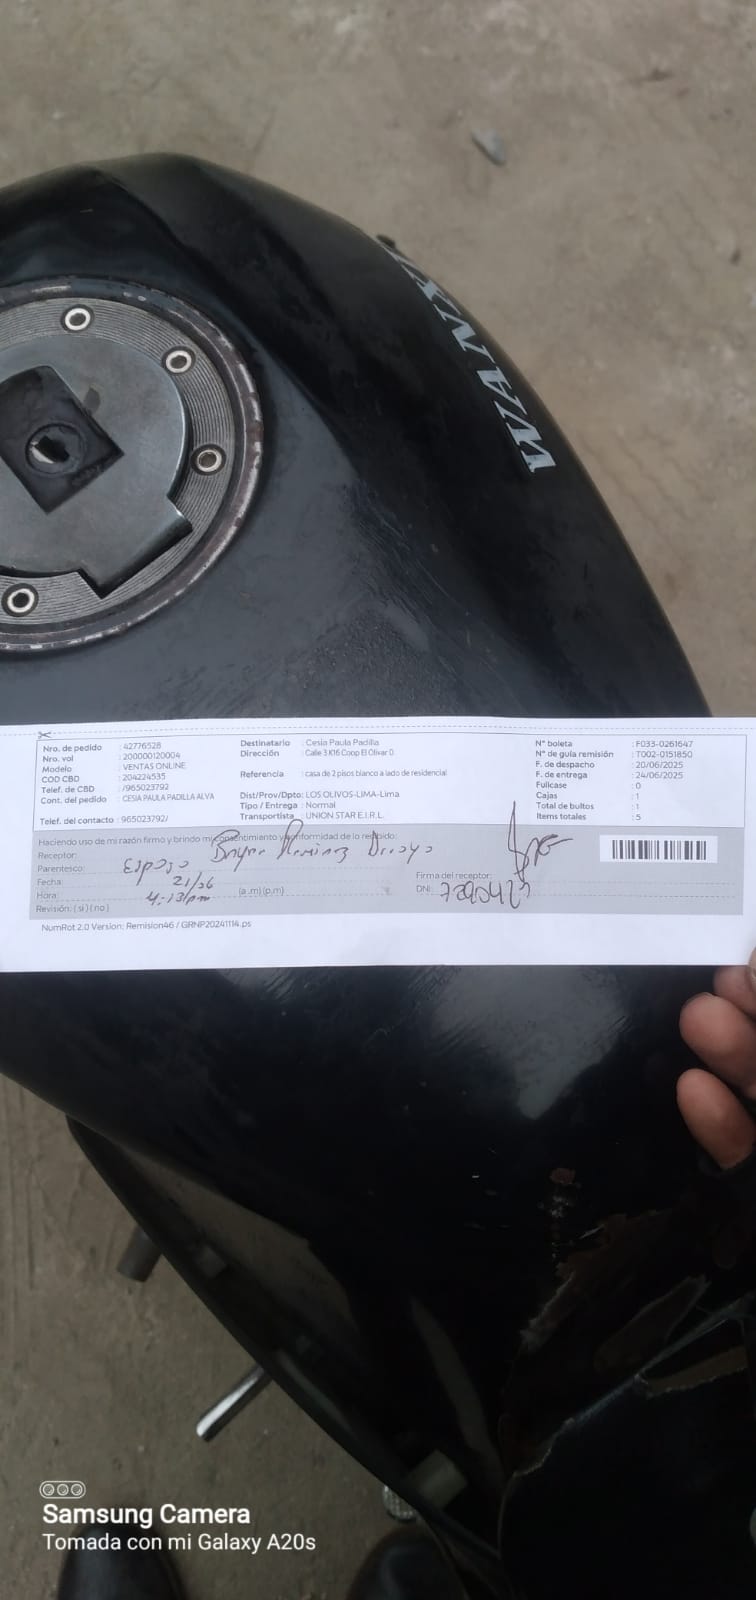 WANXI
Nro. de pedido : 42776528
Nro. vol : 200000120004
Modelo : VENTAS ONLINE
COD CBD : 204224535
Telef. de CBD : /965023792
Cont. del pedido : CESIA PAULA PADILLA ALVA
Telef. del contacto : 965023792/
Destinatario : Cesia Paula Padilla
Dirección : Calle 3 K16 Coop El Olivar 0
Referencia : casa de 2 pisos blanco a lado de residencial
Dist/Prov/Dpto: LOS OLIVOS-LIMA-Lima
Tipo / Entrega : Normal
Transportista : UNION STAR E.I.R.L.
N° boleta : F033-0261647
N° de guía remisión : T002-0151850
F. de despacho : 20/06/2025
F. de entrega : 24/06/2025
Fullcase : 0
Cajas : 1
Total de bultos : 1
Items totales : 5
Haciendo uso de mi razón firmo y brindo mi consentimiento y conformidad de lo recibido:
Receptor: Ramirez
Parentesco: Esposo
Fecha: 21/06
Hora: 4:13pm (a .m) (p.m)
Revisión: ( si ) ( no )
Firma del receptor:
DNI:
NumRot 2.0 Version: Remision46 / GRNP20241114.ps
Samsung Camera
Tomada con mi Galaxy A20s